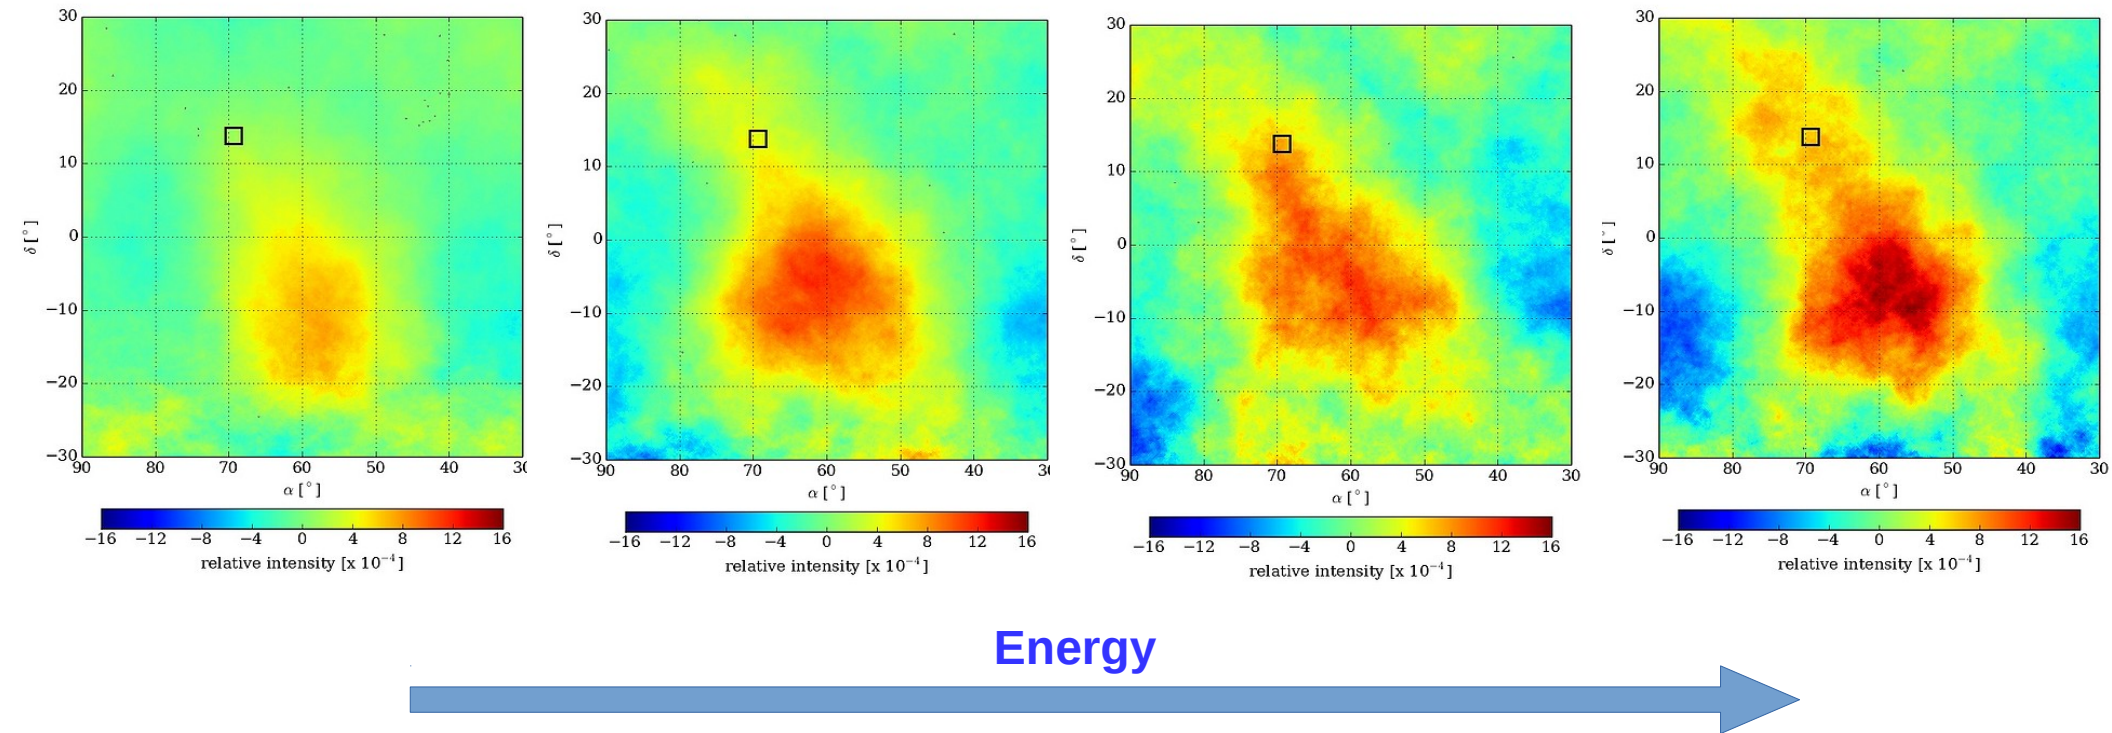 30 20 10 0 −10 −20 −30
δ [°]
90 80 70 60 50 40
α [°]
−16 −12 −8 −4 0 4 8 12 16
relative intensity [x 10⁻⁴]
30 20 10 0 −10 −20 −30
δ [°]
90 80 70 60 50 40
α [°]
−16 −12 −8 −4 0 4 8 12 16
relative intensity [x 10⁻⁴]
30 20 10 0 −10 −20 −30
δ [°]
90 80 70 60 50 40 30
α [°]
−16 −12 −8 −4 0 4 8 12 16
relative intensity [x 10⁻⁴]
30 20 10 0 −10 −20 −30
δ [°]
90 80 70 60 50 40 30
α [°]
−16 −12 −8 −4 0 4 8 12 16
relative intensity [x 10⁻⁴]
Energy